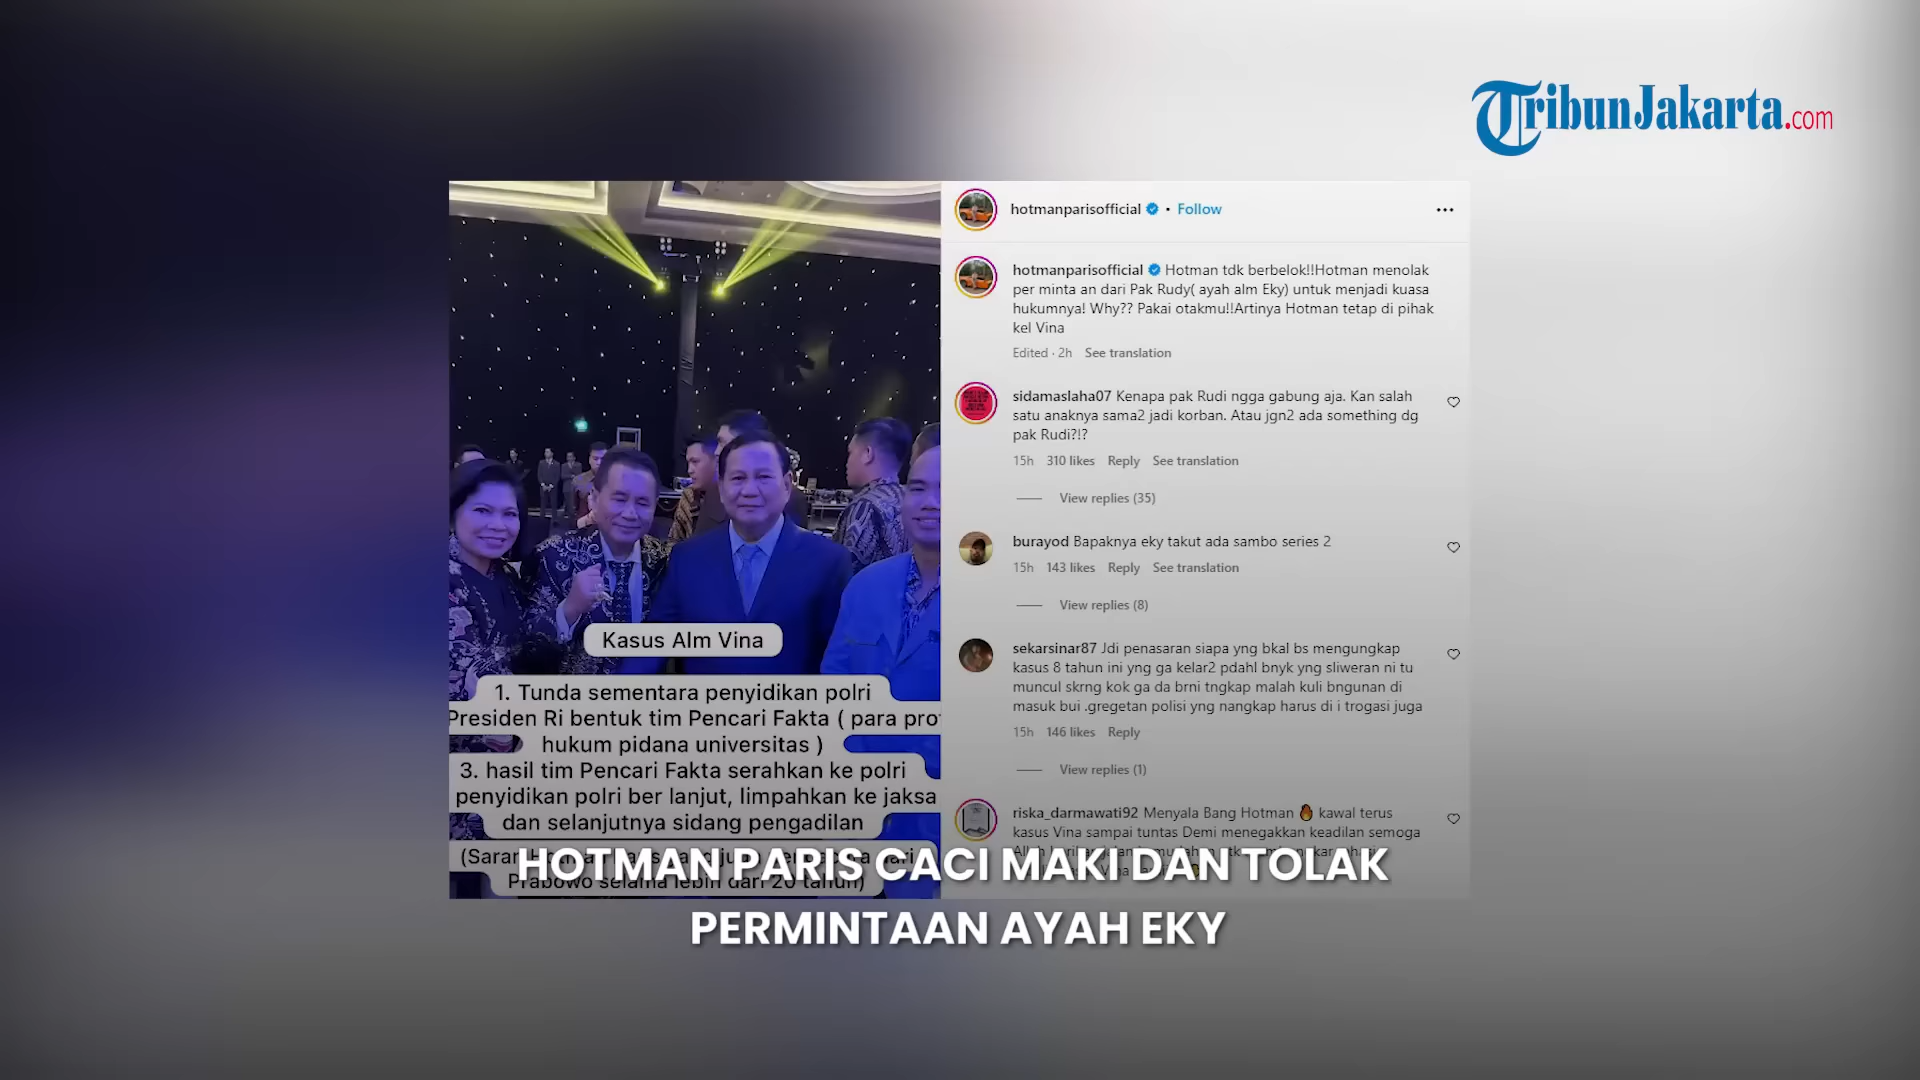 TribunJakarta.com
hotmanparisofficial • Follow
hotmanparisofficial Hotman tdk berbelok!!Hotman menolak
per minta an dari Pak Rudy( ayah alm Eky) untuk menjadi kuasa
hukumnya! Why?? Pakai otakmu!!Artinya Hotman tetap di pihak
kel Vina
Edited · 2h See translation
sidamaslaha07 Kenapa pak Rudi ngga gabung aja. Kan salah
satu anaknya sama2 jadi korban. Atau jgn2 ada something dg
pak Rudi?!?
15h 310 likes Reply See translation
View replies (35)
burayod Bapaknya eky takut ada sambo series 2
15h 143 likes Reply See translation
View replies (8)
sekarsinar87 Jdi penasaran siapa yng bkal bs mengungkap
kasus 8 tahun ini yng ga kelar2 pdahl bnyk yng sliweran ni tu
muncul skrng kok ga da brni tngkap malah kuli bngunan di
masuk bui .gregetan polisi yng nangkap harus di i trogasi juga
15h 146 likes Reply
View replies (1)
riska_darmawati92 Menyala Bang Hotman 🔥 kawal terus
kasus Vina sampai tuntas Demi menegakkan keadilan semoga
Kasus Alm Vina
1. Tunda sementara penyidikan polri
Presiden Ri bentuk tim Pencari Fakta ( para pro
hukum pidana universitas )
3. hasil tim Pencari Fakta serahkan ke polri
penyidikan polri ber lanjut, limpahkan ke jaksa
dan selanjutnya sidang pengadilan
Prabowo selama lebih dari 20 tahun)
HOTMAN PARIS CACI MAKI DAN TOLAK
PERMINTAAN AYAH EKY